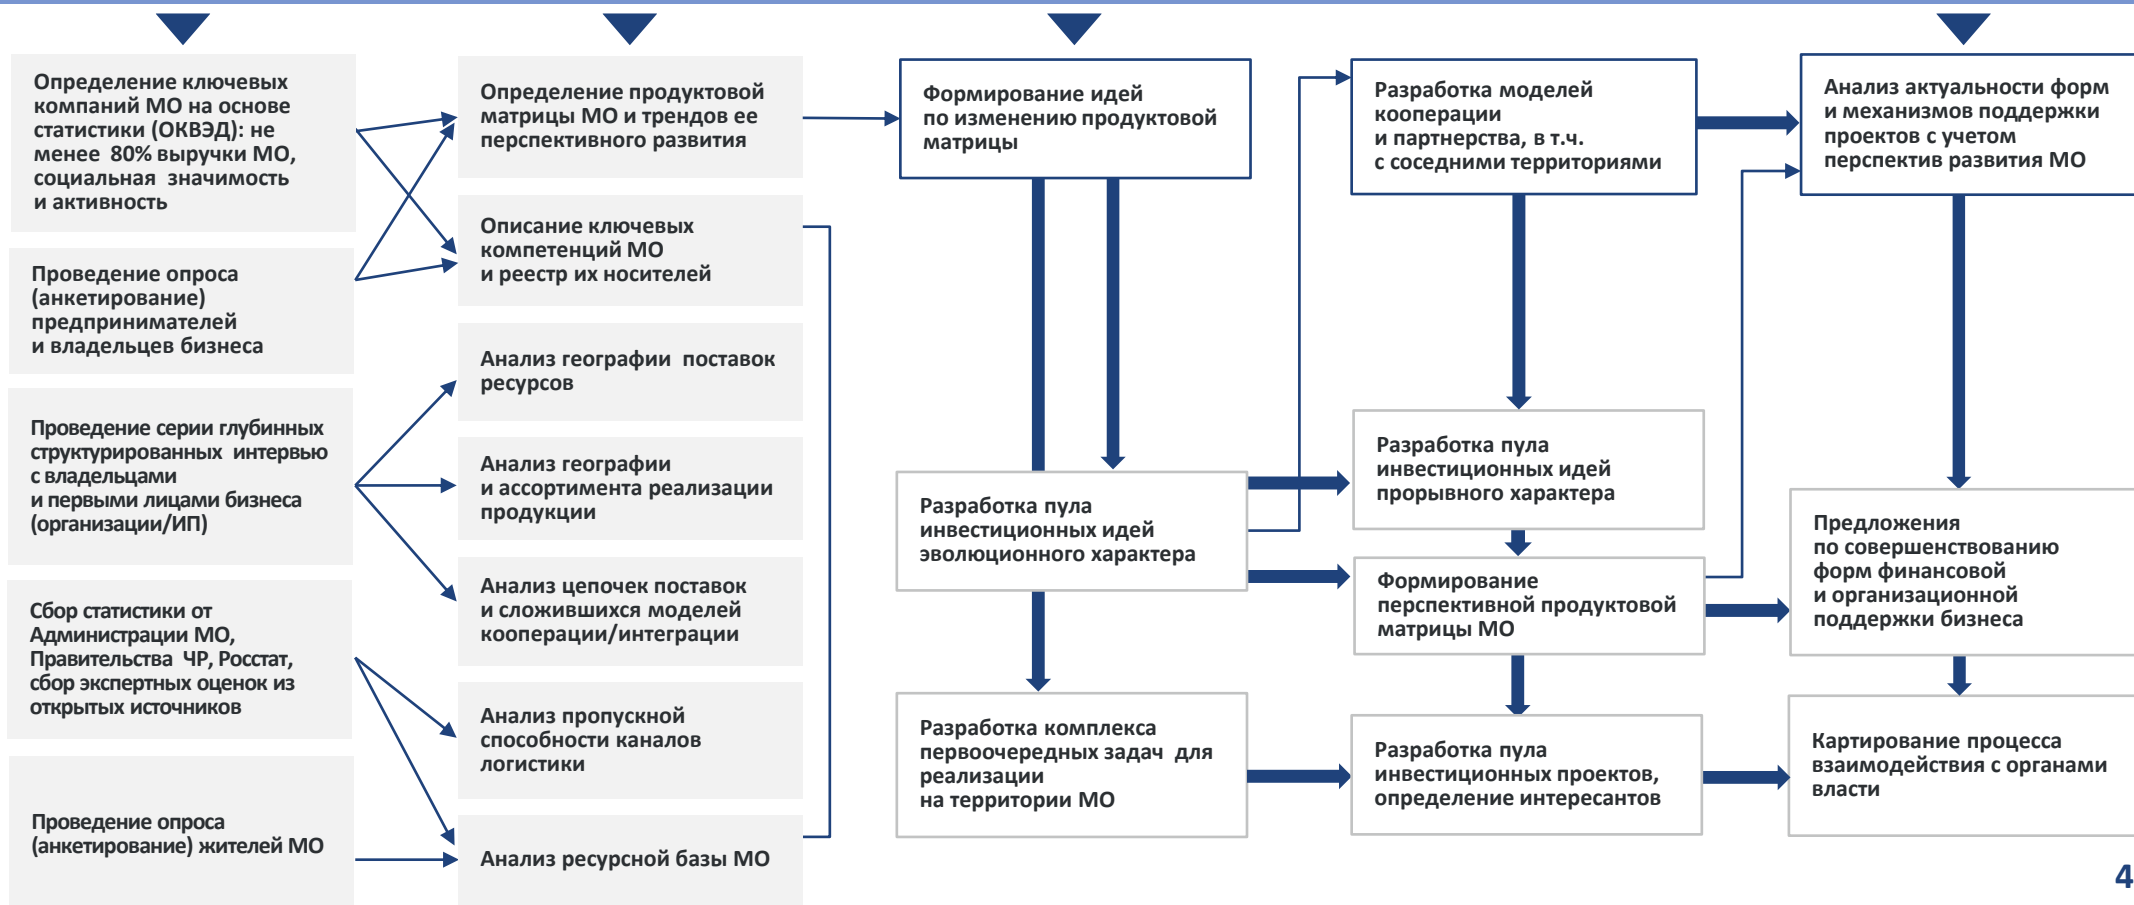 Определение ключевых
компаний МО на основе
статистики (ОКВЭД): не
менее 80% выручки МО,
социальная значимость
и активность
Проведение опроса
(анкетирование)
предпринимателей
и владельцев бизнеса
Проведение серии глубинных
структурированных интервью
с владельцами
и первыми лицами бизнеса
(организации/ИП)
Сбор статистики от
Администрации МО,
Правительства ЧР, Росстат,
сбор экспертных оценок из
открытых источников
Проведение опроса
(анкетирование) жителей МО
Определение продуктовой
матрицы МО и трендов ее
перспективного развития
Описание ключевых
компетенций МО
и реестр их носителей
Анализ географии поставок
ресурсов
Анализ географии
и ассортимента реализации
продукции
Анализ цепочек поставок
и сложившихся моделей
кооперации/интеграции
Анализ пропускной
способности каналов
логистики
Анализ ресурсной базы МО
Формирование идей
по изменению продуктовой
матрицы
Разработка пула
инвестиционных идей
эволюционного характера
Разработка комплекса
первоочередных задач для
реализации
на территории МО
Разработка моделей
кооперации
и партнерства, в т.ч.
с соседними территориями
Разработка пула
инвестиционных идей
прорывного характера
Формирование
перспективной продуктовой
матрицы МО
Разработка пула
инвестиционных проектов,
определение интересантов
Анализ актуальности форм
и механизмов поддержки
проектов с учетом
перспектив развития МО
Предложения
по совершенствованию
форм финансовой
и организационной
поддержки бизнеса
Картирование процесса
взаимодействия с органами
власти
4